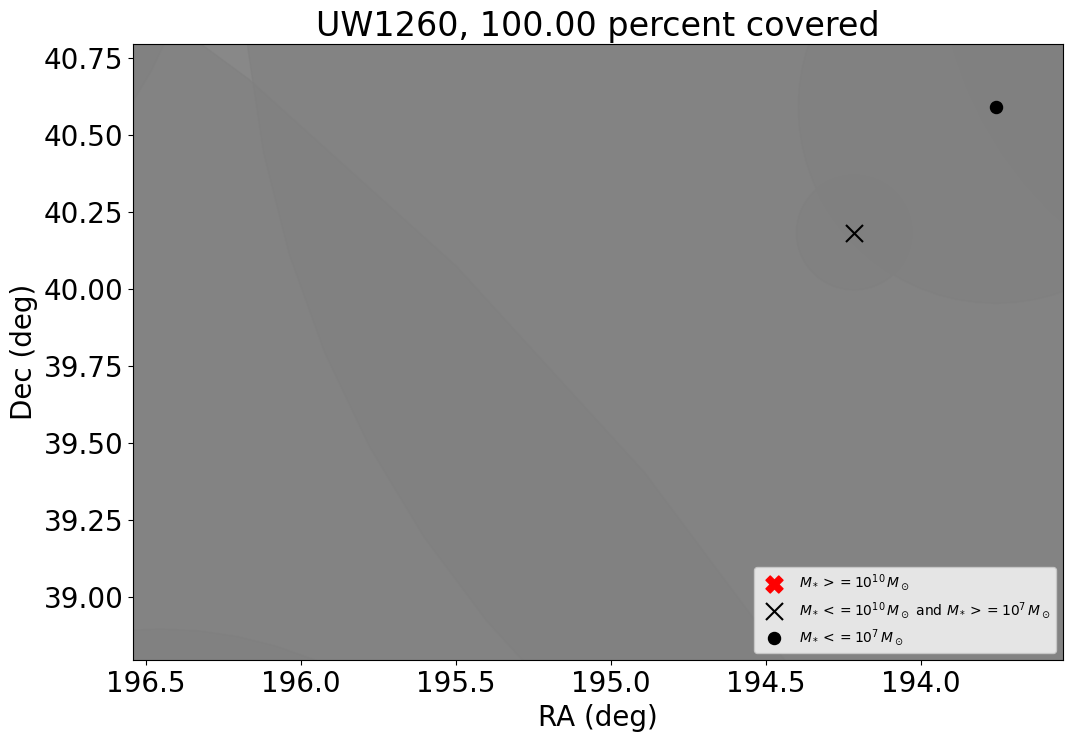 UW1260, 100.00 percent covered
40.75
40.50
40.25
40.00
39.75
39.50
39.25
39.00
Dec (deg)
196.5 196.0 195.5 195.0 194.5 194.0
RA (deg)
M* >= 10^10 M⊙
M* <= 10^10 M⊙ and M* >= 10^7 M⊙
M* <= 10^7 M⊙